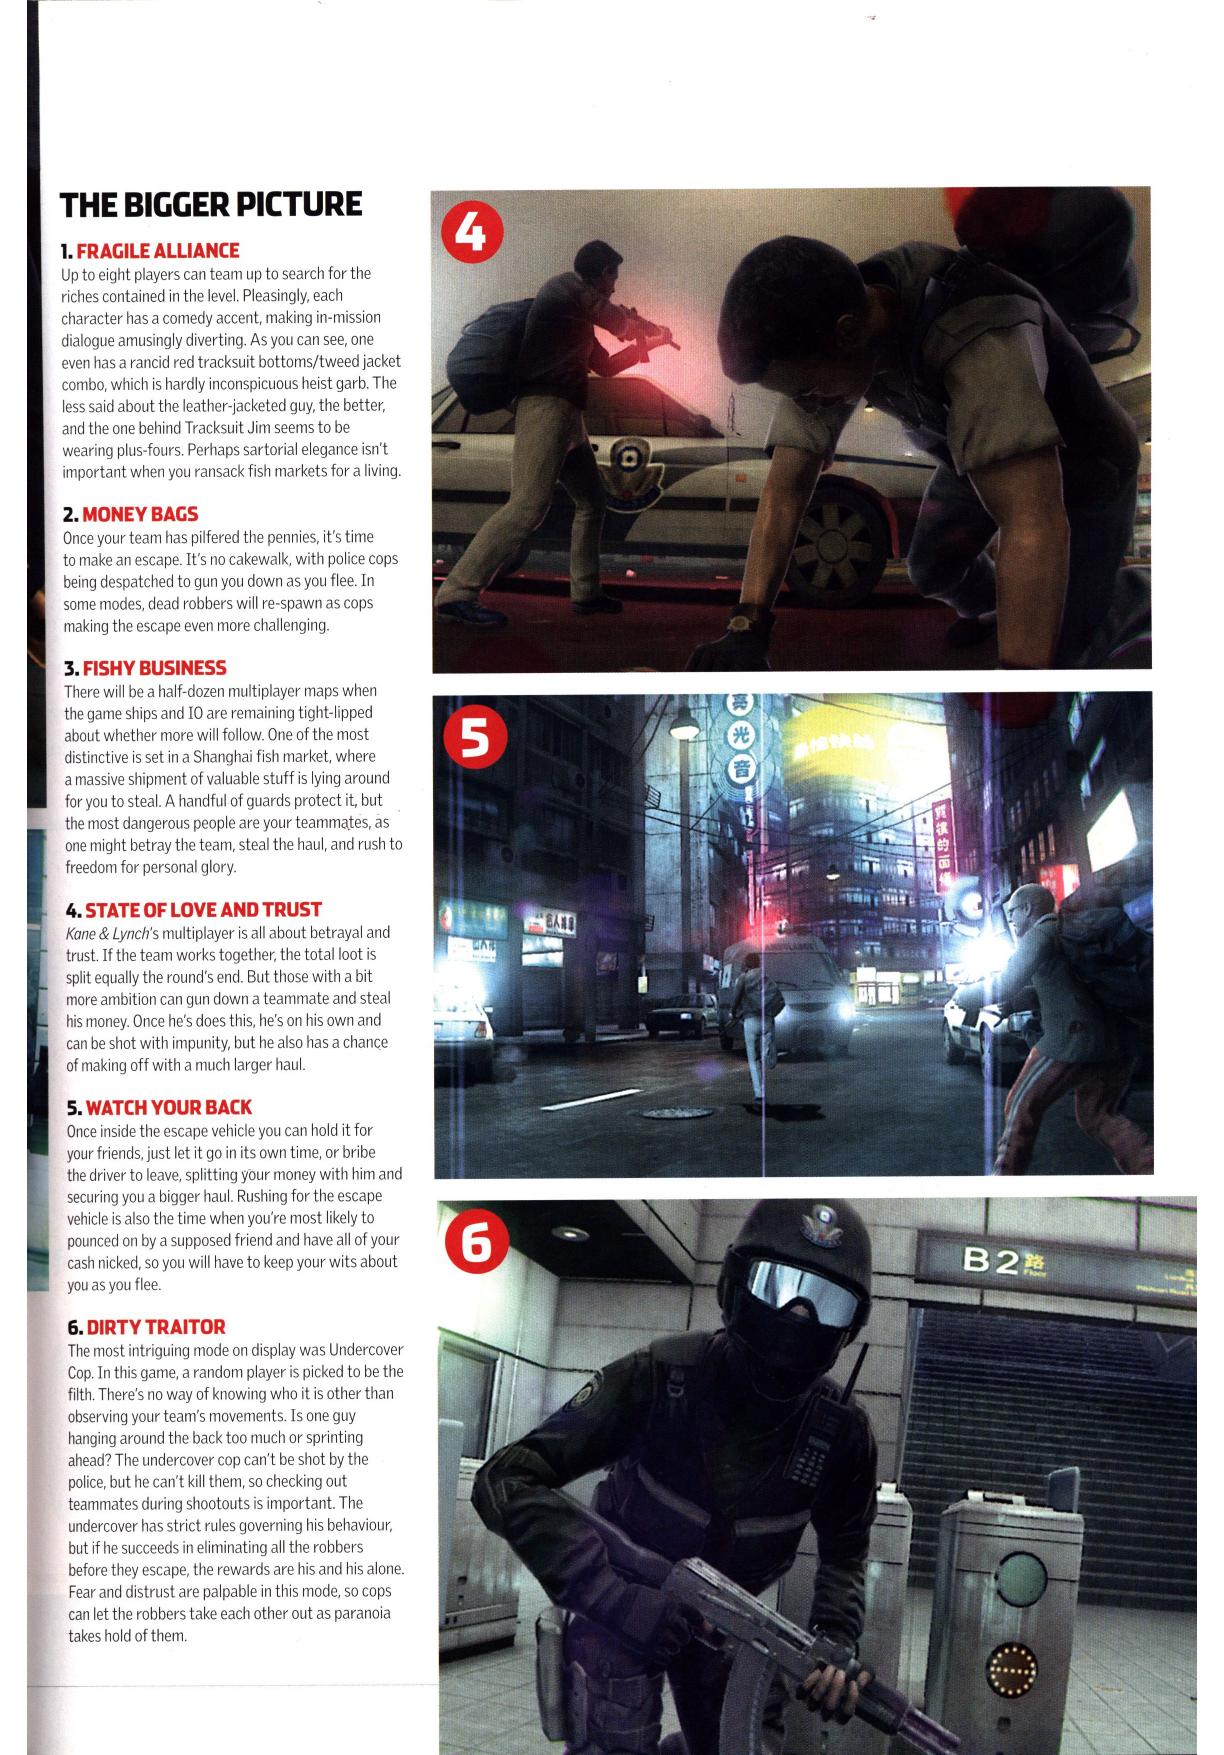 THE BIGGER PICTURE
1. FRAGILE ALLIANCE
Up to eight players can team up to search for the
riches contained in the level. Pleasingly, each
character has a comedy accent, making in-mission
dialogue amusingly diverting. As you can see, one
even has a rancid red tracksuit bottoms/tweed jacket
combo, which is hardly inconspicuous heist garb. The
less said about the leather-jacketed guy, the better,
and the one behind Tracksuit Jim seems to be
wearing plus-fours. Perhaps sartorial elegance isn't
important when you ransack fish markets for a living.
2. MONEY BAGS
Once your team has pilfered the pennies, it's time
to make an escape. It's no cakewalk, with police cops
being despatched to gun you down as you flee. In
some modes, dead robbers will re-spawn as cops
making the escape even more challenging.
3. FISHY BUSINESS
There will be a half-dozen multiplayer maps when
the game ships and IO are remaining tight-lipped
about whether more will follow. One of the most
distinctive is set in a Shanghai fish market, where
a massive shipment of valuable stuff is lying around
for you to steal. A handful of guards protect it, but
the most dangerous people are your teammates, as
one might betray the team, steal the haul, and rush to
freedom for personal glory.
4. STATE OF LOVE AND TRUST
Kane & Lynch's multiplayer is all about betrayal and
trust. If the team works together, the total loot is
split equally the round's end. But those with a bit
more ambition can gun down a teammate and steal
his money. Once he's does this, he's on his own and
can be shot with impunity, but he also has a chance
of making off with a much larger haul.
5. WATCH YOUR BACK
Once inside the escape vehicle you can hold it for
your friends, just let it go in its own time, or bribe
the driver to leave, splitting your money with him and
securing you a bigger haul. Rushing for the escape
vehicle is also the time when you're most likely to
pounced on by a supposed friend and have all of your
cash nicked, so you will have to keep your wits about
you as you flee.
6. DIRTY TRAITOR
The most intriguing mode on display was Undercover
Cop. In this game, a random player is picked to be the
filth. There's no way of knowing who it is other than
observing your team's movements. Is one guy
hanging around the back too much or sprinting
ahead? The undercover cop can't be shot by the
police, but he can't kill them, so checking out
teammates during shootouts is important. The
undercover has strict rules governing his behaviour,
but if he succeeds in eliminating all the robbers
before they escape, the rewards are his and his alone.
Fear and distrust are palpable in this mode, so cops
can let the robbers take each other out as paranoia
takes hold of them.
4
5
光
音
的
面
AMBULANCE
6
B2 路
Floor